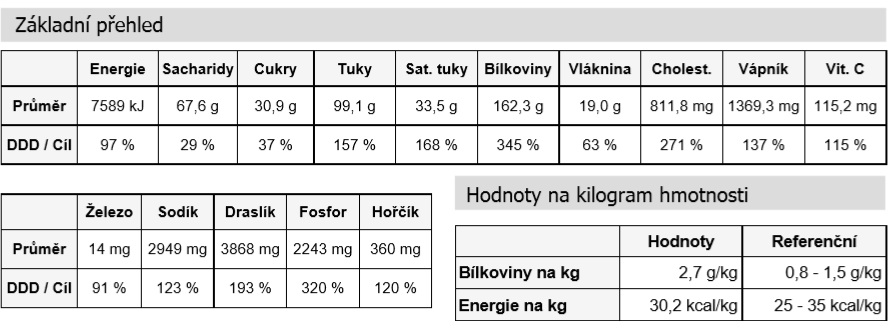 Základní přehled
Energie Sacharidy Cukry Tuky Sat. tuky Bílkoviny Vláknina Cholest. Vápník Vit. C
Průměr 7589 kJ 67,6 g 30,9 g 99,1 g 33,5 g 162,3 g 19,0 g 811,8 mg 1369,3 mg 115,2 mg
DDD / Cíl 97 % 29 % 37 % 157 % 168 % 345 % 63 % 271 % 137 % 115 %
Železo Sodík Draslík Fosfor Hořčík
Průměr 14 mg 2949 mg 3868 mg 2243 mg 360 mg
DDD / Cíl 91 % 123 % 193 % 320 % 120 %
Hodnoty na kilogram hmotnosti
Hodnoty Referenční
Bílkoviny na kg 2,7 g/kg 0,8 - 1,5 g/kg
Energie na kg 30,2 kcal/kg 25 - 35 kcal/kg